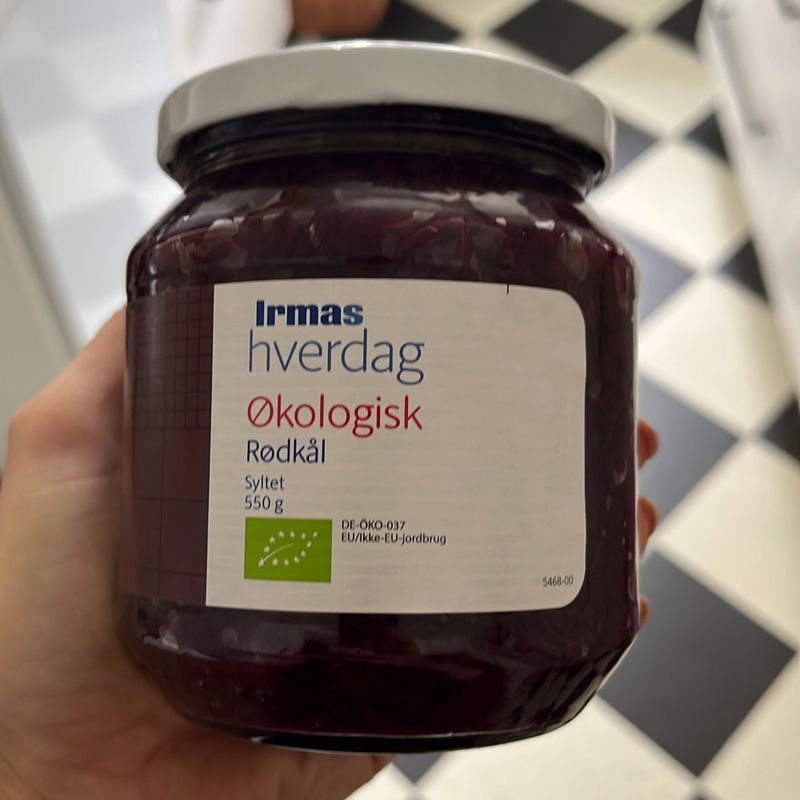 Irmas
hverdag
Økologisk
Rødkål
Syltet
550 g
DE-ÖKO-037
EU/Ikke-EU-jordbrug
5468-00